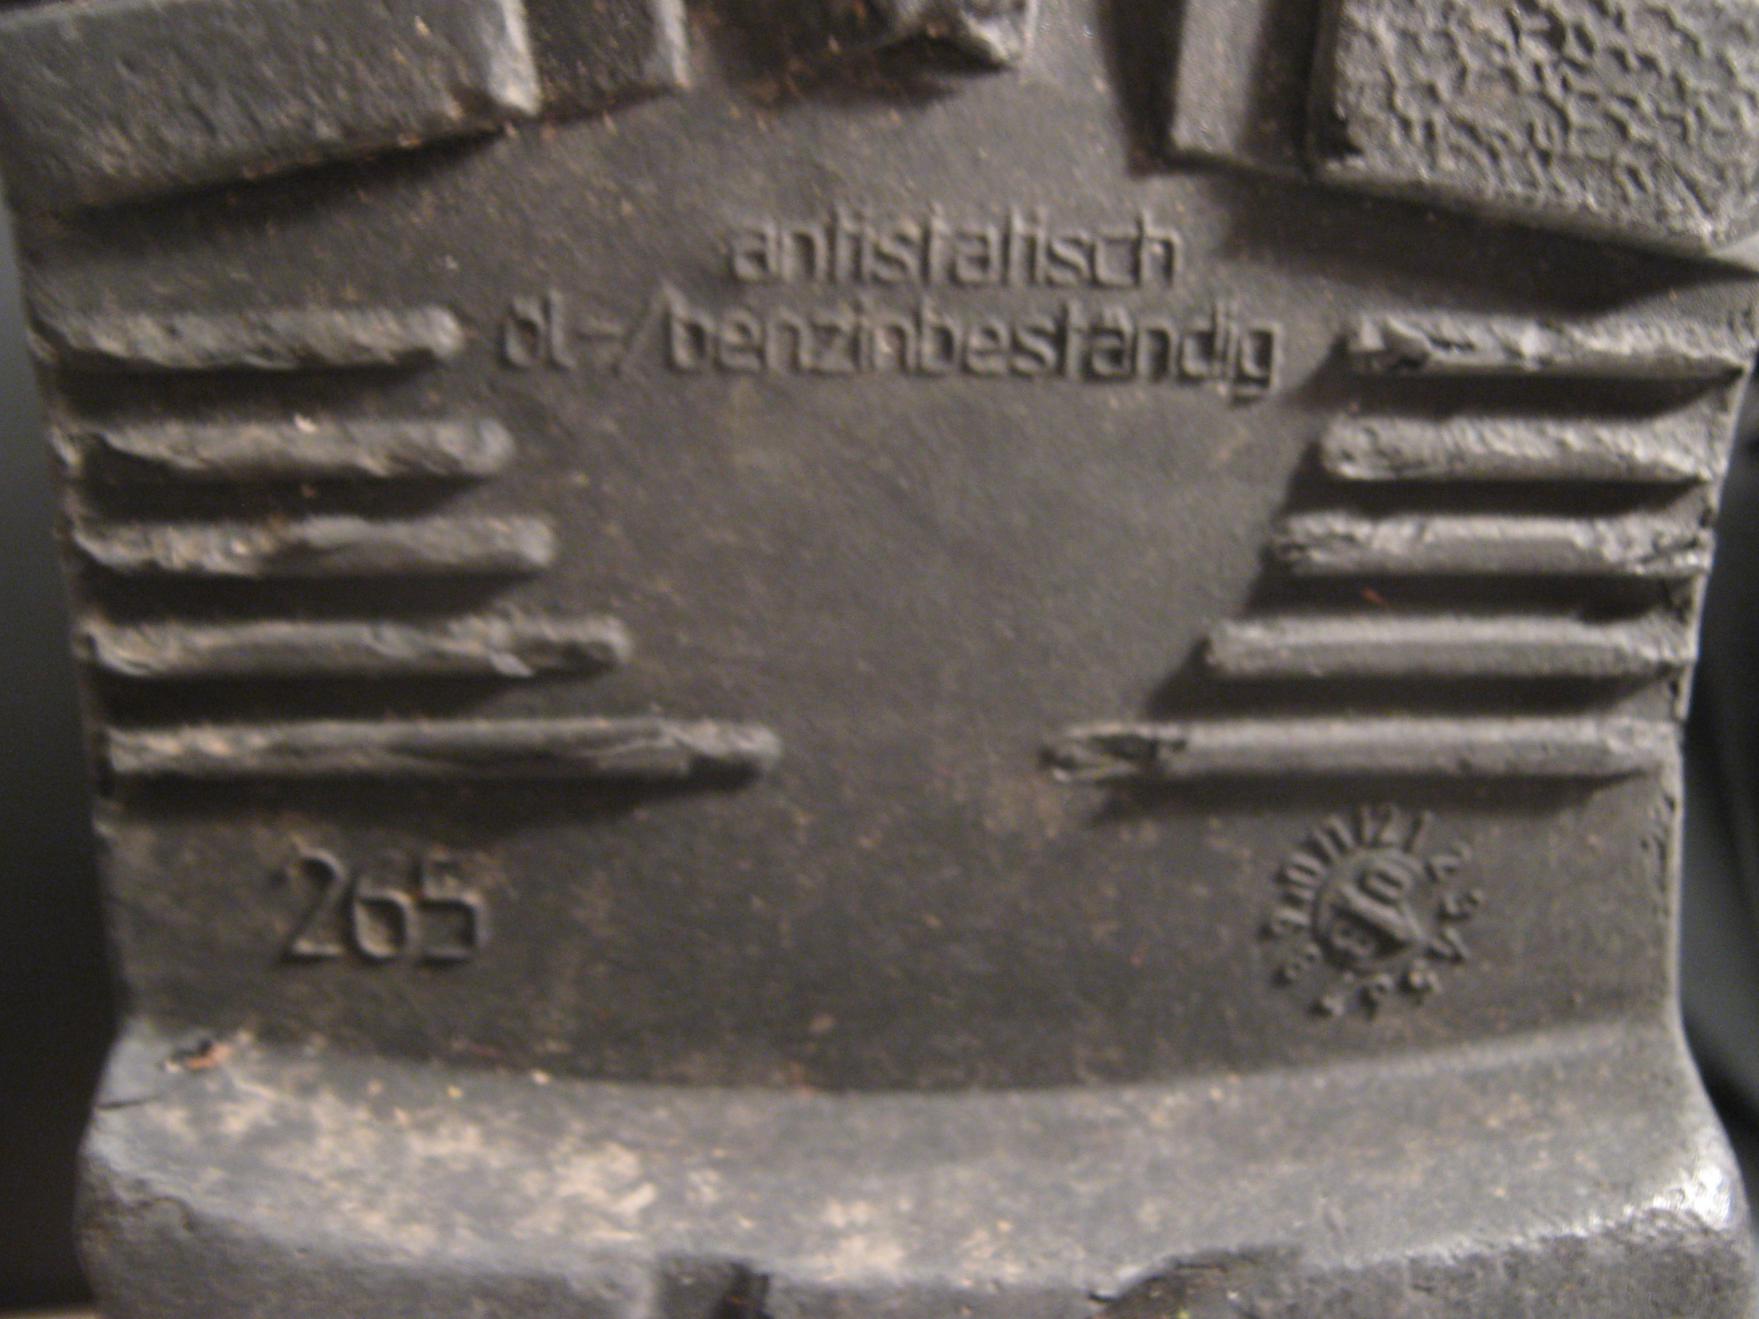 antistatisch
öl-/benzinbeständig
265